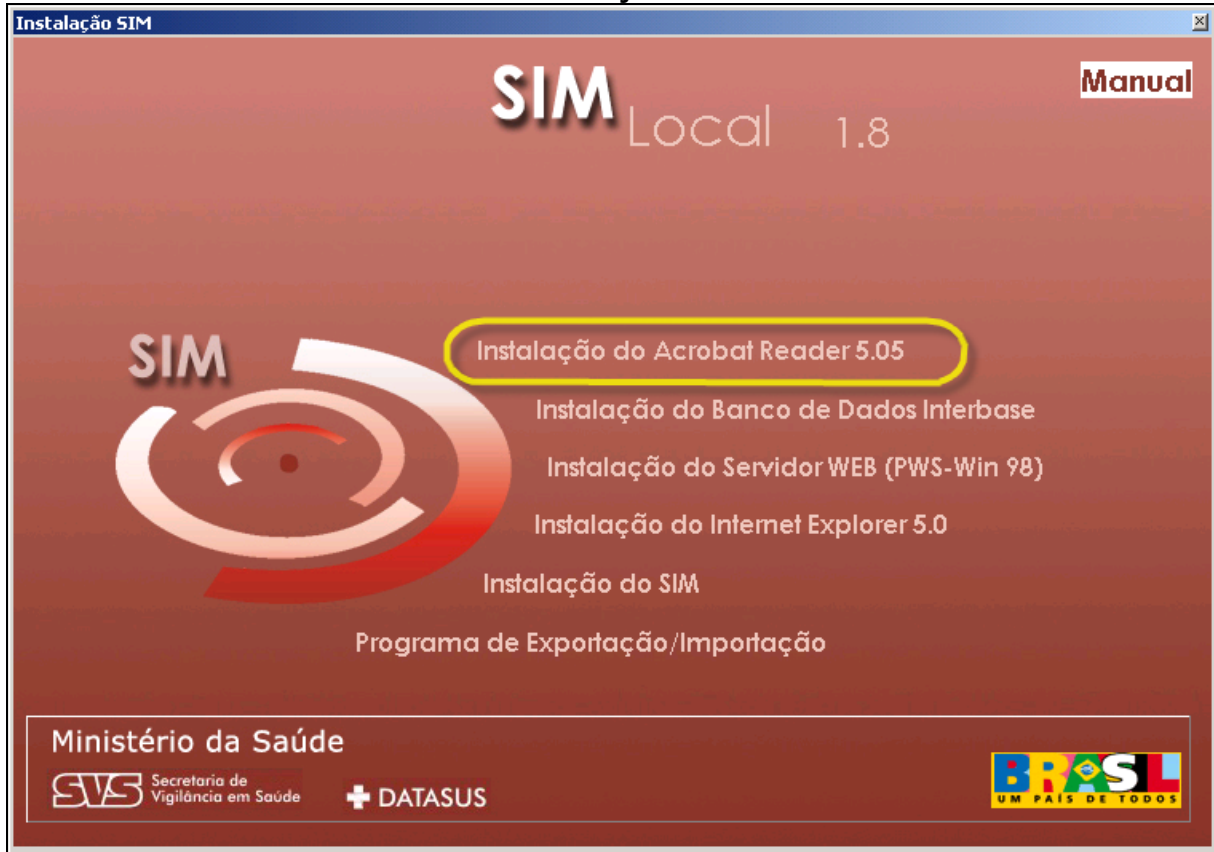 Instalação SIM
SIM
Local 1.8
Manual
SIM
Instalação do Acrobat Reader 5.05
Instalação do Banco de Dados Interbase
Instalação do Servidor WEB (PWS-Win 98)
Instalação do Internet Explorer 5.0
Instalação do SIM
Programa de Exportação/Importação
Ministério da Saúde
SVS
Secretaria de
Vigilância em Saúde
DATASUS
BRASIL
UM PAÍS DE TODOS